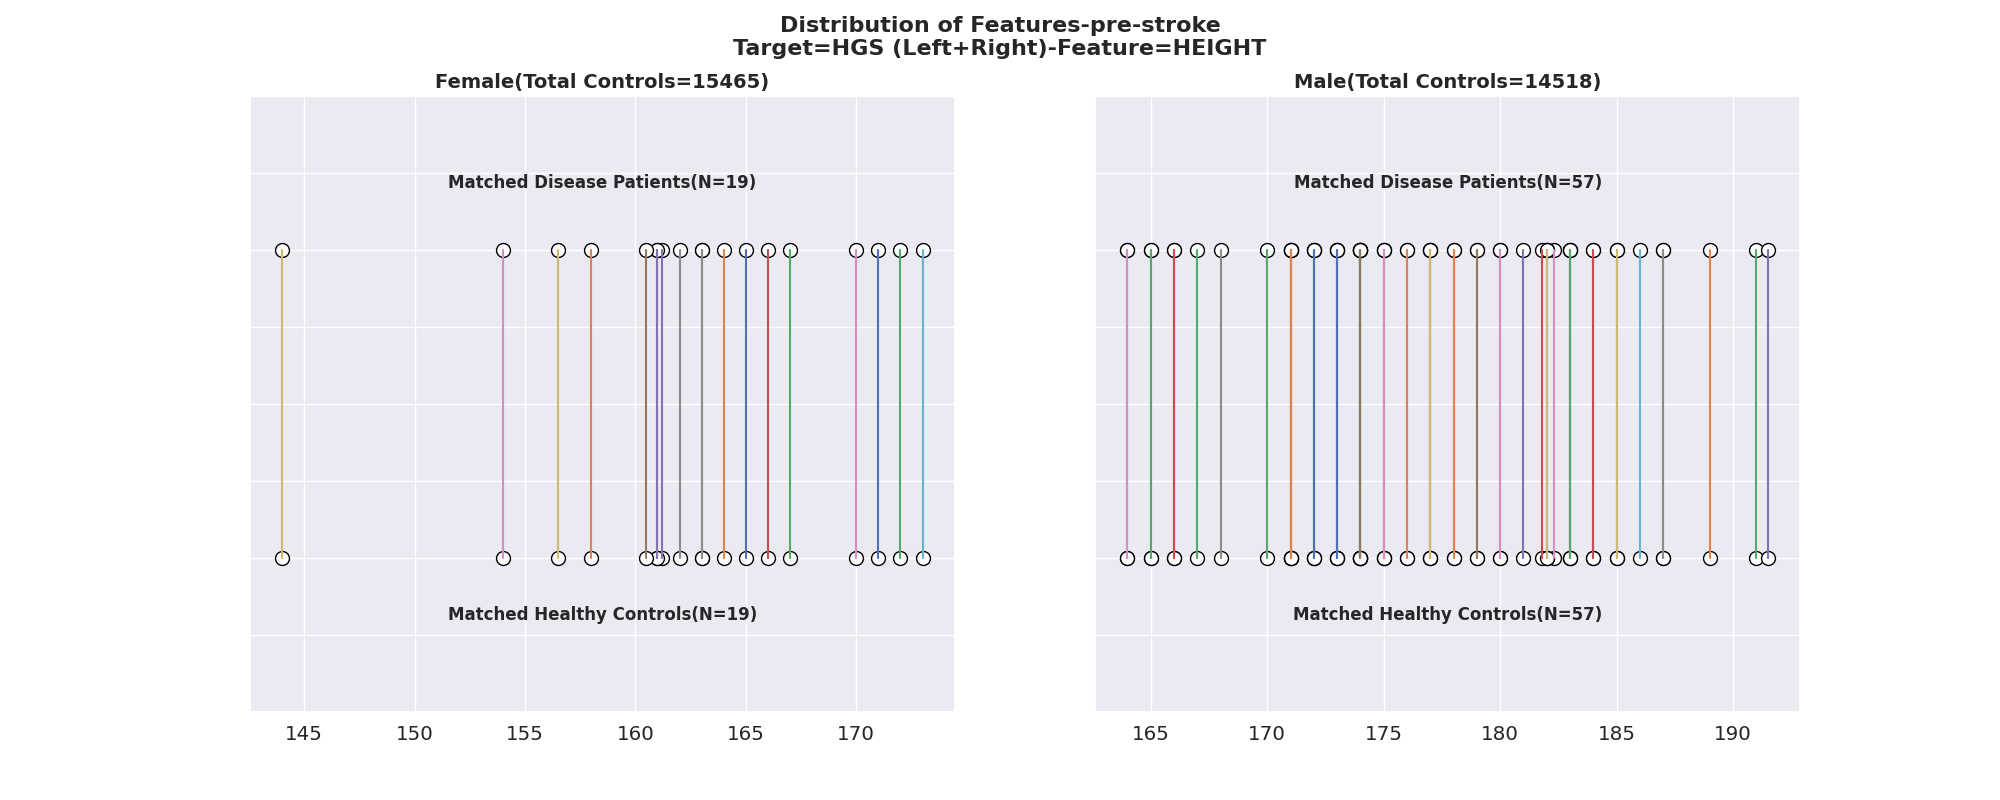 Distribution of Features-pre-stroke
Target=HGS (Left+Right)-Feature=HEIGHT
Female(Total Controls=15465)
Matched Disease Patients(N=19)
Matched Healthy Controls(N=19)
145 150 155 160 165 170
Male(Total Controls=14518)
Matched Disease Patients(N=57)
Matched Healthy Controls(N=57)
165 170 175 180 185 190